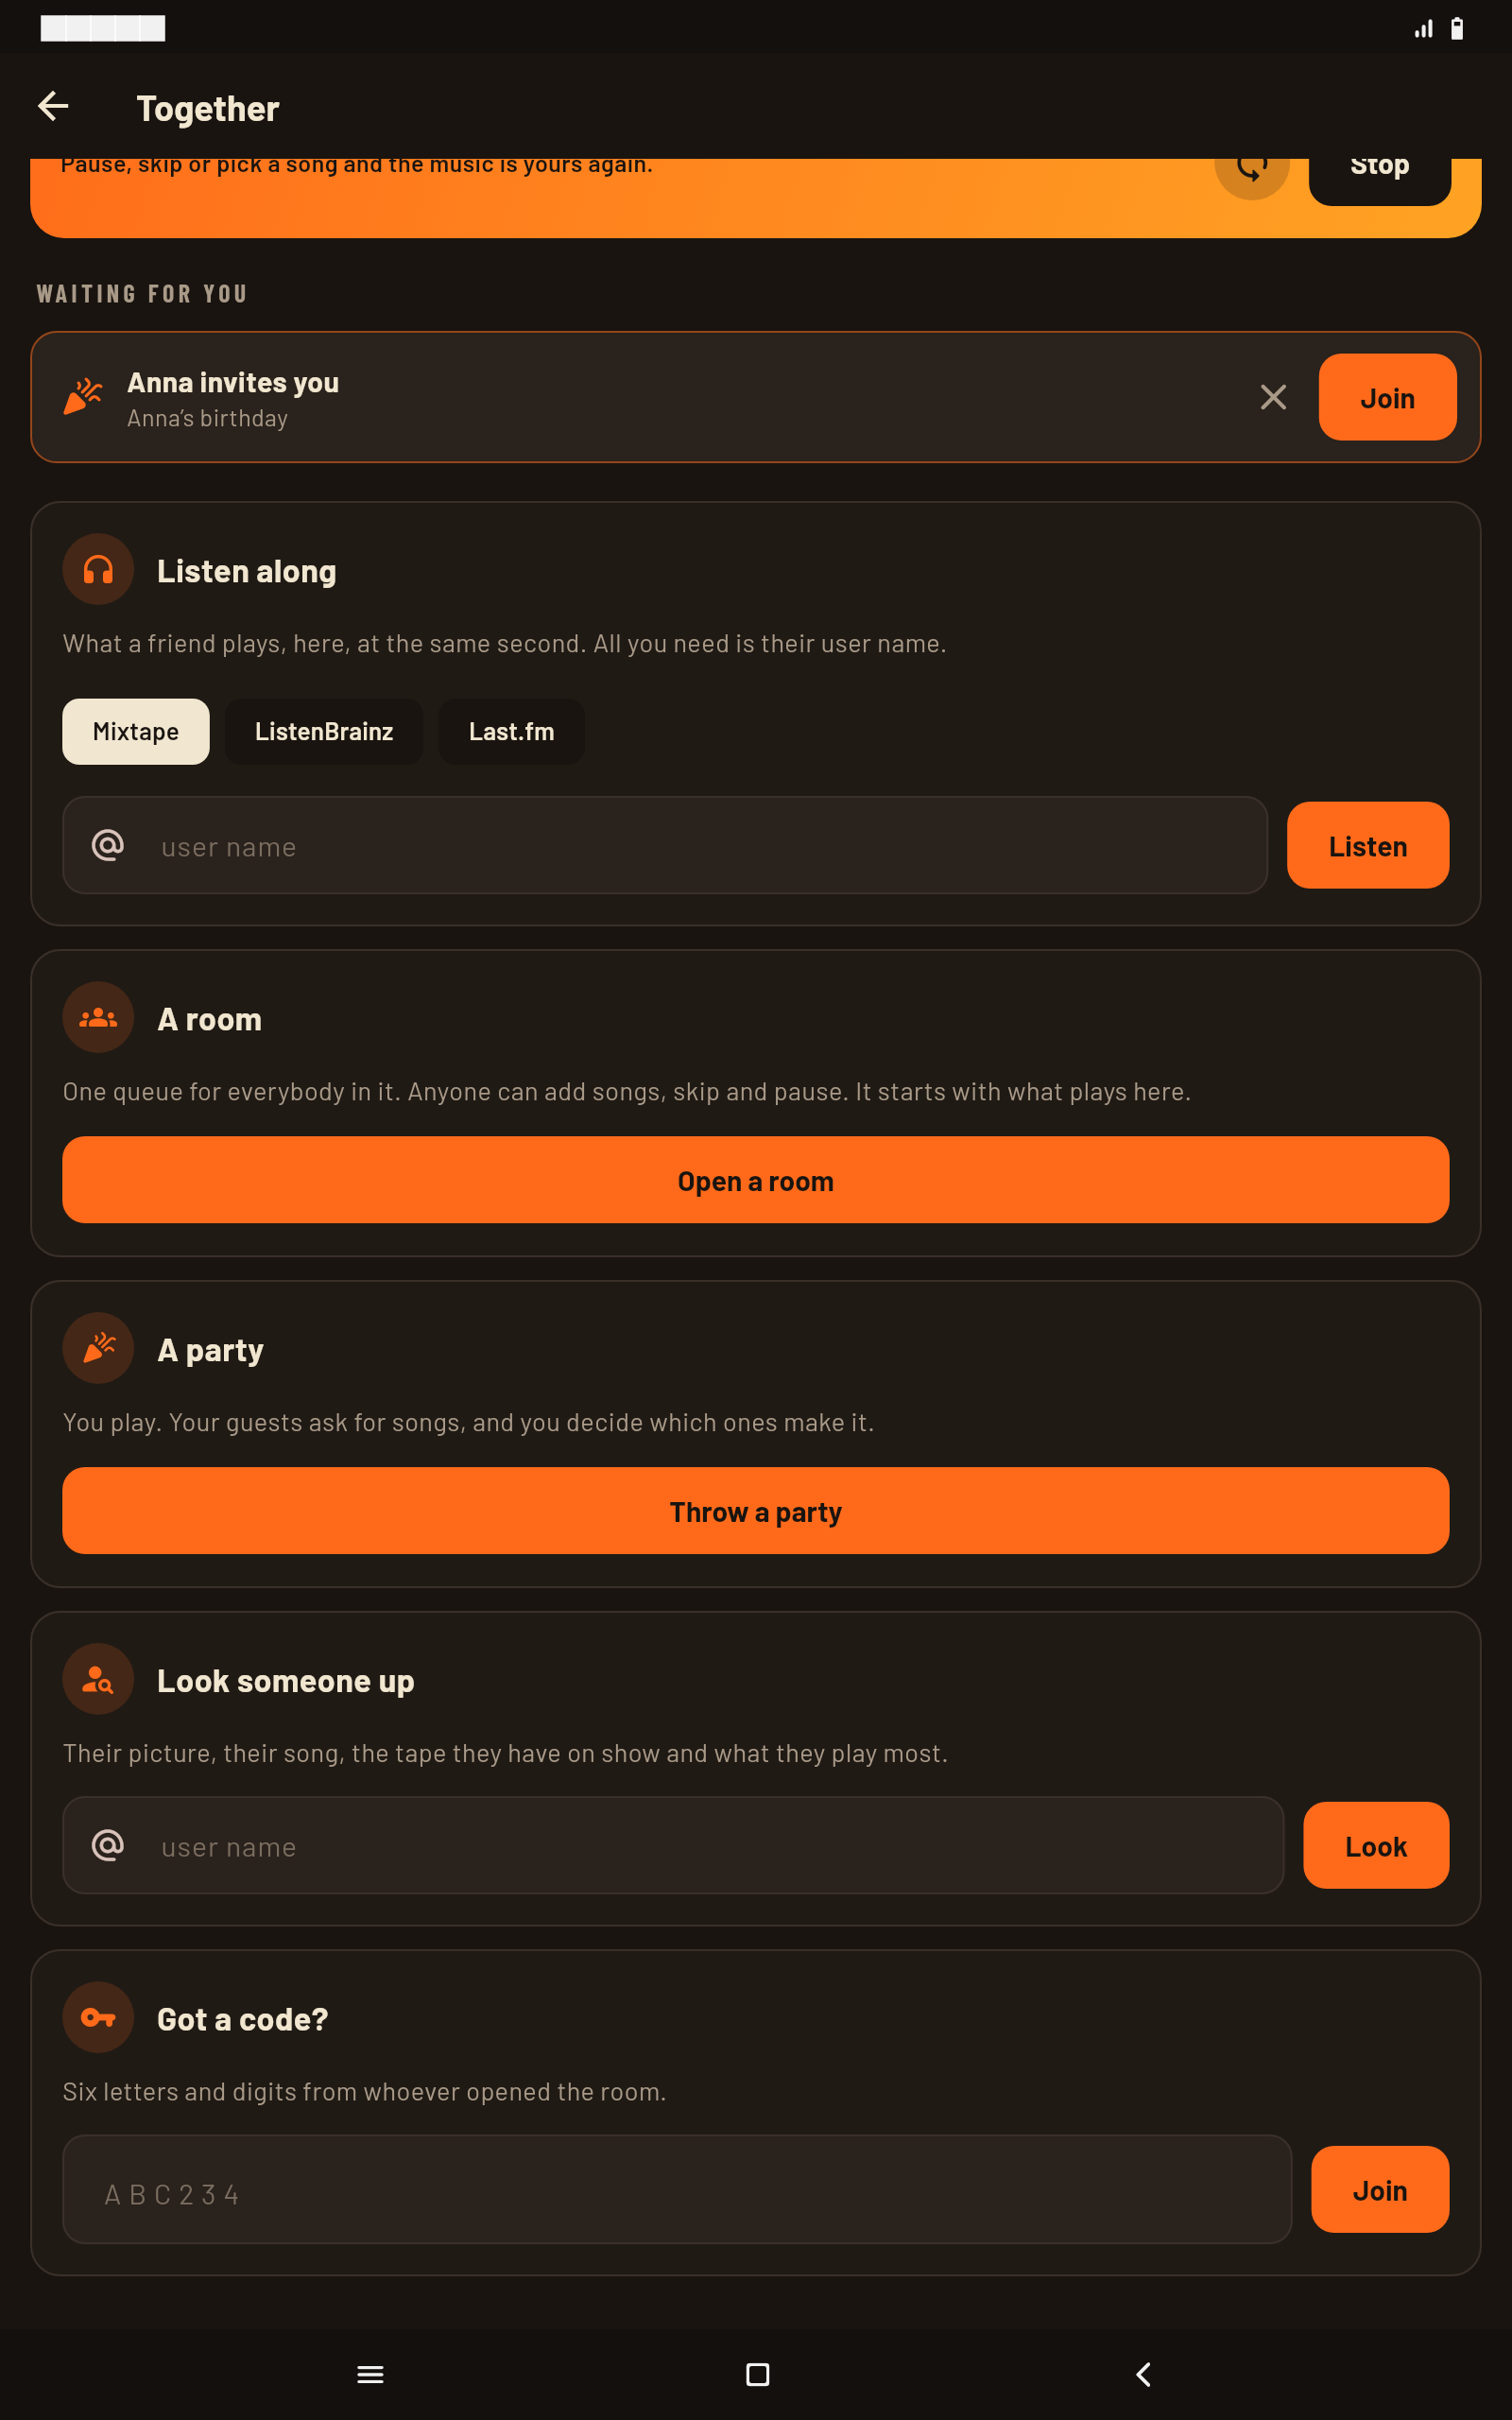 Together
Pause, skip or pick a song and the music is yours again.
Stop
WAITING FOR YOU
Anna invites you
Anna's birthday
Join
Listen along
What a friend plays, here, at the same second. All you need is their user name.
Mixtape
ListenBrainz
Last.fm
user name
Listen
A room
One queue for everybody in it. Anyone can add songs, skip and pause. It starts with what plays here.
Open a room
A party
You play. Your guests ask for songs, and you decide which ones make it.
Throw a party
Look someone up
Their picture, their song, the tape they have on show and what they play most.
user name
Look
Got a code?
Six letters and digits from whoever opened the room.
ABC234
Join